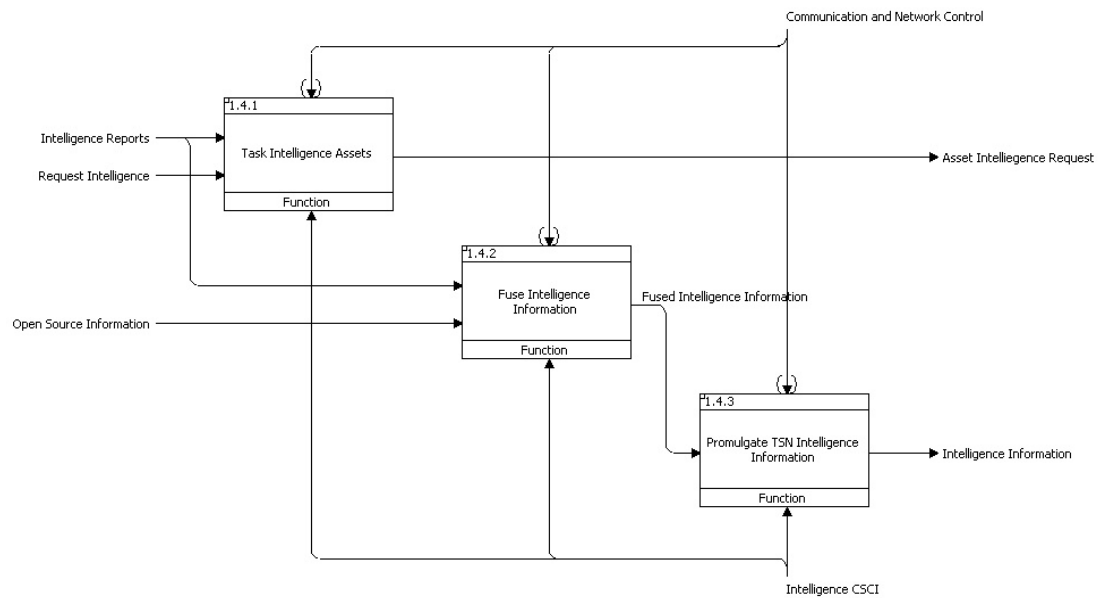 Communication and Network Control
1.4.1
Intelligence Reports
Task Intelligence Assets
Asset Intelliegence Request
Request Intelligence
Function
1.4.2
Fuse Intelligence
Information
Fused Intelligence Information
Open Source Information
Function
1.4.3
Promulgate TSN Intelligence
Information
Intelligence Information
Function
Intelligence CSCI